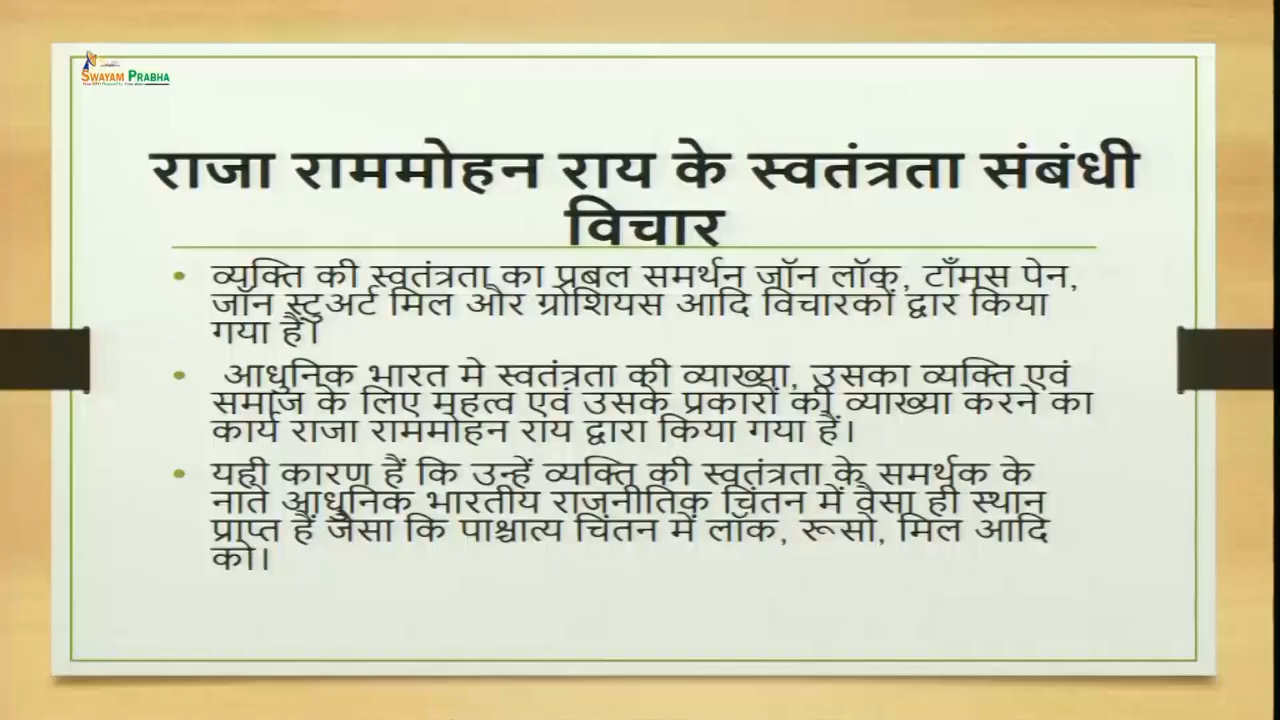 SWAYAM PRABHA
राजा राममोहन राय के स्वतंत्रता संबंधी
विचार
• व्यक्ति की स्वतंत्रता का प्रबल समर्थन जॉन लॉक, टाँमस पेन,
जॉन स्टुअर्ट मिल और ग्रोशियस आदि विचारकों द्वार किया
गया हैं।
• आधुनिक भारत मे स्वतंत्रता की व्याख्या, उसका व्यक्ति एवं
समाज के लिए महत्व एवं उसके प्रकारों की व्याख्या करने का
कार्य राजा राममोहन राय द्वारा किया गया हैं।
• यही कारण हैं कि उन्हें व्यक्ति की स्वतंत्रता के समर्थक के
नाते आधुनिक भारतीय राजनीतिक चिंतन में वैसा ही स्थान
प्राप्त हैं जैसा कि पाश्चात्य चिंतन में लॉक, रूसो, मिल आदि
को।